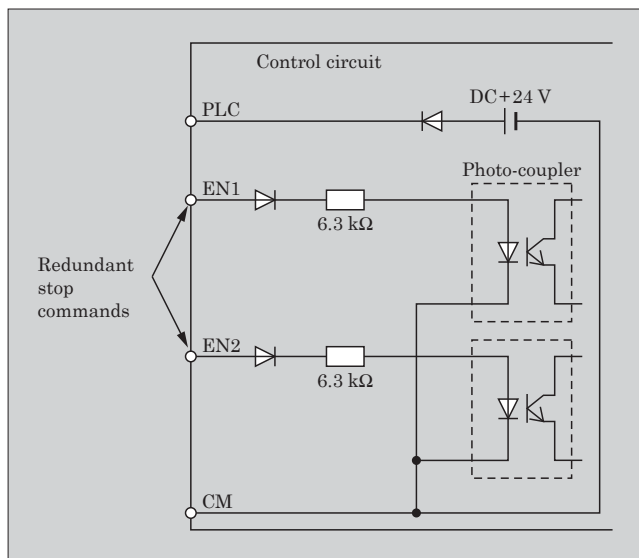 Control circuit
PLC
DC+24 V
Photo-coupler
EN1
6.3 kΩ
Redundant
stop
commands
EN2
6.3 kΩ
CM